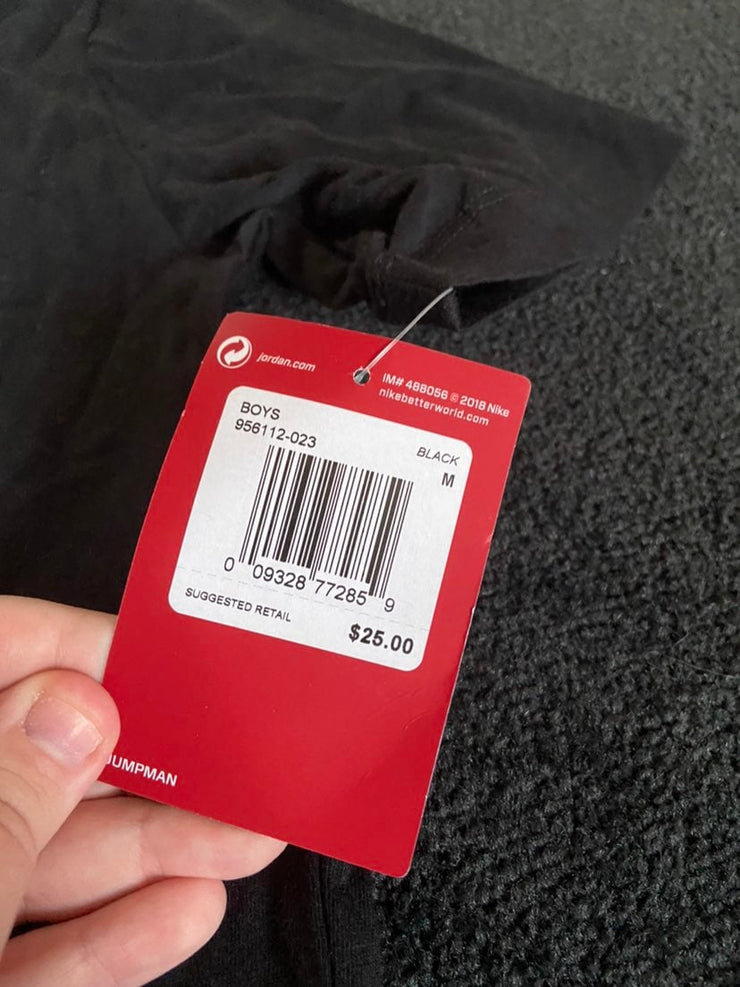 jordan.com
IM# 488056 © 2018 Nike
nikebetterworld.com
BOYS
956112-023
BLACK
M
0 09328 77285 9
SUGGESTED RETAIL
$25.00
JUMPMAN